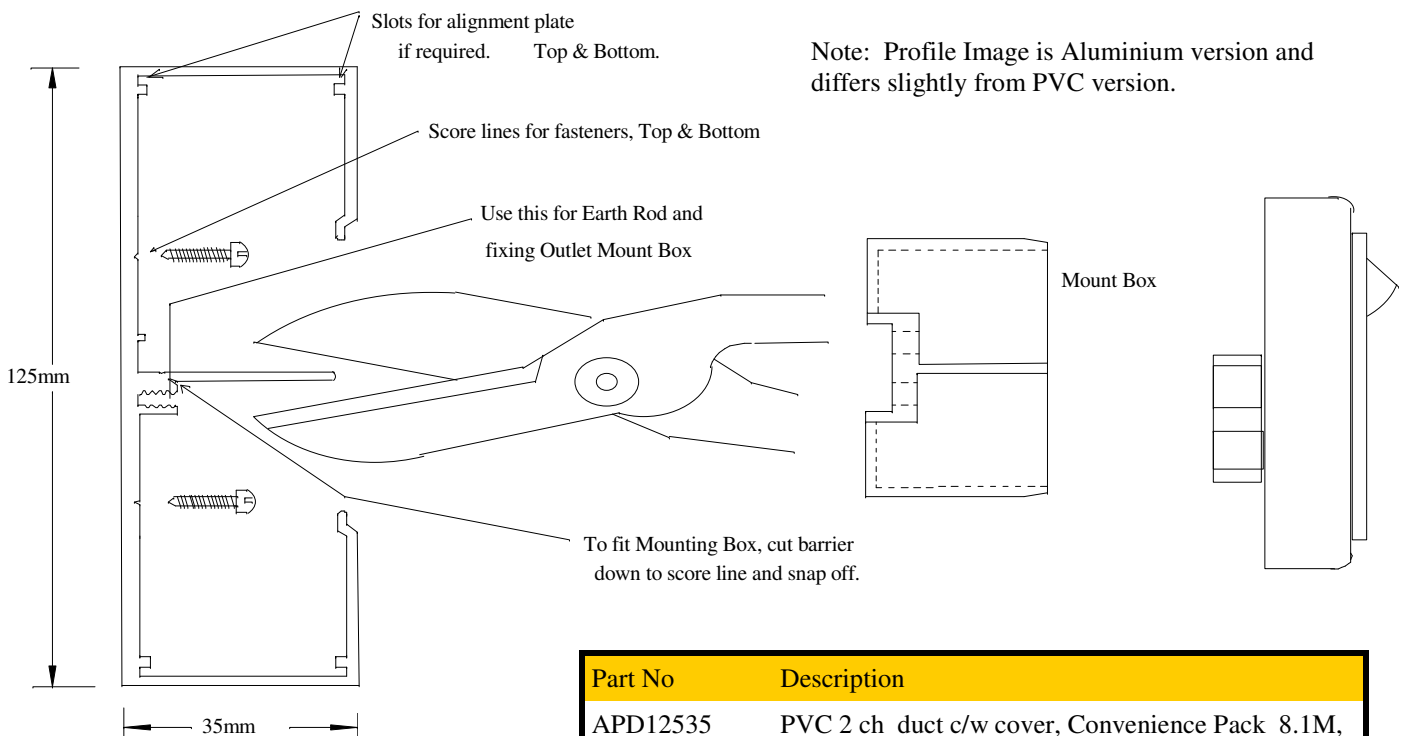 Slots for alignment plate
if required. Top & Bottom.
Note: Profile Image is Aluminium version and
differs slightly from PVC version.
Score lines for fasteners, Top & Bottom
Use this for Earth Rod and
fixing Outlet Mount Box
Mount Box
125mm
To fit Mounting Box, cut barrier
down to score line and snap off.
35mm
Part No Description
APD12535 PVC 2 ch duct c/w cover, Convenience Pack 8.1M,